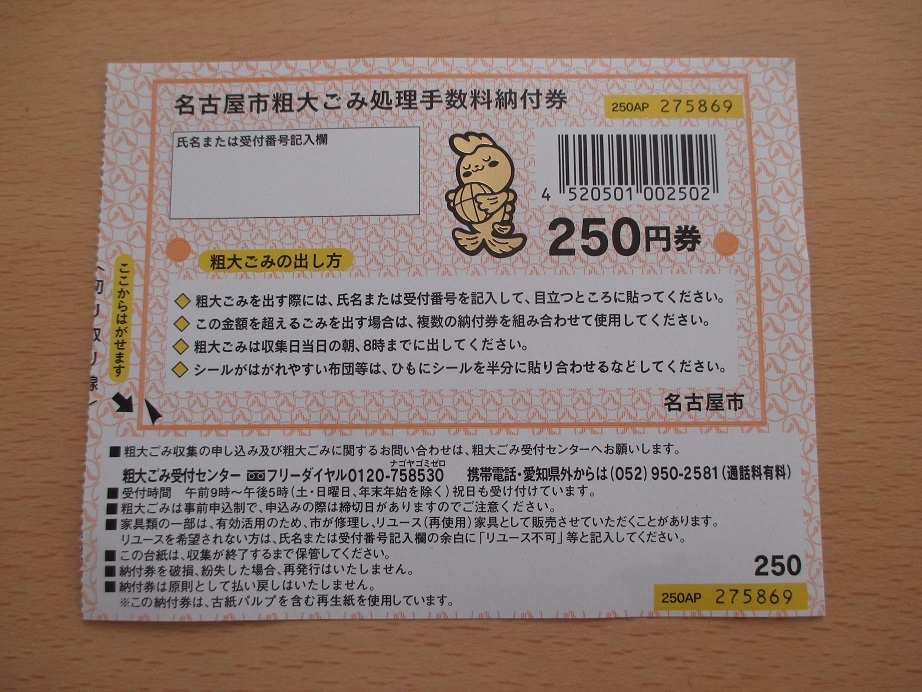 名古屋市粗大ごみ処理手数料納付券
250AP 275869
氏名または受付番号記入欄
4 520501 002502
250円券
粗大ごみの出し方
◆ 粗大ごみを出す際には、氏名または受付番号を記入して、目立つところに貼ってください。
◆ この金額を超えるごみを出す場合は、複数の納付券を組み合わせて使用してください。
◆ 粗大ごみは収集日当日の朝、8時までに出してください。
◆ シールがはがれやすい布団等は、ひもにシールを半分に貼り合わせるなどしてください。
名古屋市
ここからはがせます
切り取り線
■ 粗大ごみ収集の申し込み及び粗大ごみに関するお問い合わせは、粗大ごみ受付センターへお願いします。
ナゴヤゴミゼロ
粗大ごみ受付センター フリーダイヤル0120-758530 携帯電話・愛知県外からは(052)950-2581(通話料有料)
■ 受付時間 午前9時～午後5時(土・日曜日、年末年始を除く)祝日も受け付けています。
■ 粗大ごみは事前申込制で、申込みの際は締切日がありますのでご注意ください。
■ 家具類の一部は、有効活用のため、市が修理し、リユース(再使用)家具として販売させていただくことがあります。
リユースを希望されない方は、氏名または受付番号記入欄の余白に「リユース不可」等と記入してください。
■ この台紙は、収集が終了するまで保管してください。
■ 納付券を破損、紛失した場合、再発行はいたしません。
■ 納付券は原則として払い戻しはいたしません。
※この納付券は、古紙パルプを含む再生紙を使用しています。
250
250AP 275869